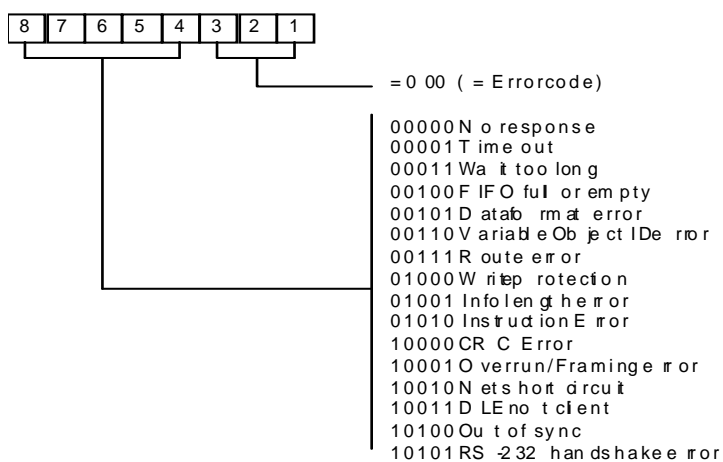 8 7 6 5 4 3 2 1
=000 (= Errorcode)
00000 No response
00001 Time out
00011 Wait too long
00100 FIFO full or empty
00101 Dataformat error
00110 Variable Object ID error
00111 Route error
01000 Write protection
01001 Infolength error
01010 Instruction Error
10000 CRC Error
10001 Overrun/Framing error
10010 Net short circuit
10011 DLE not client
10100 Out of sync
10101 RS-232 handshake error